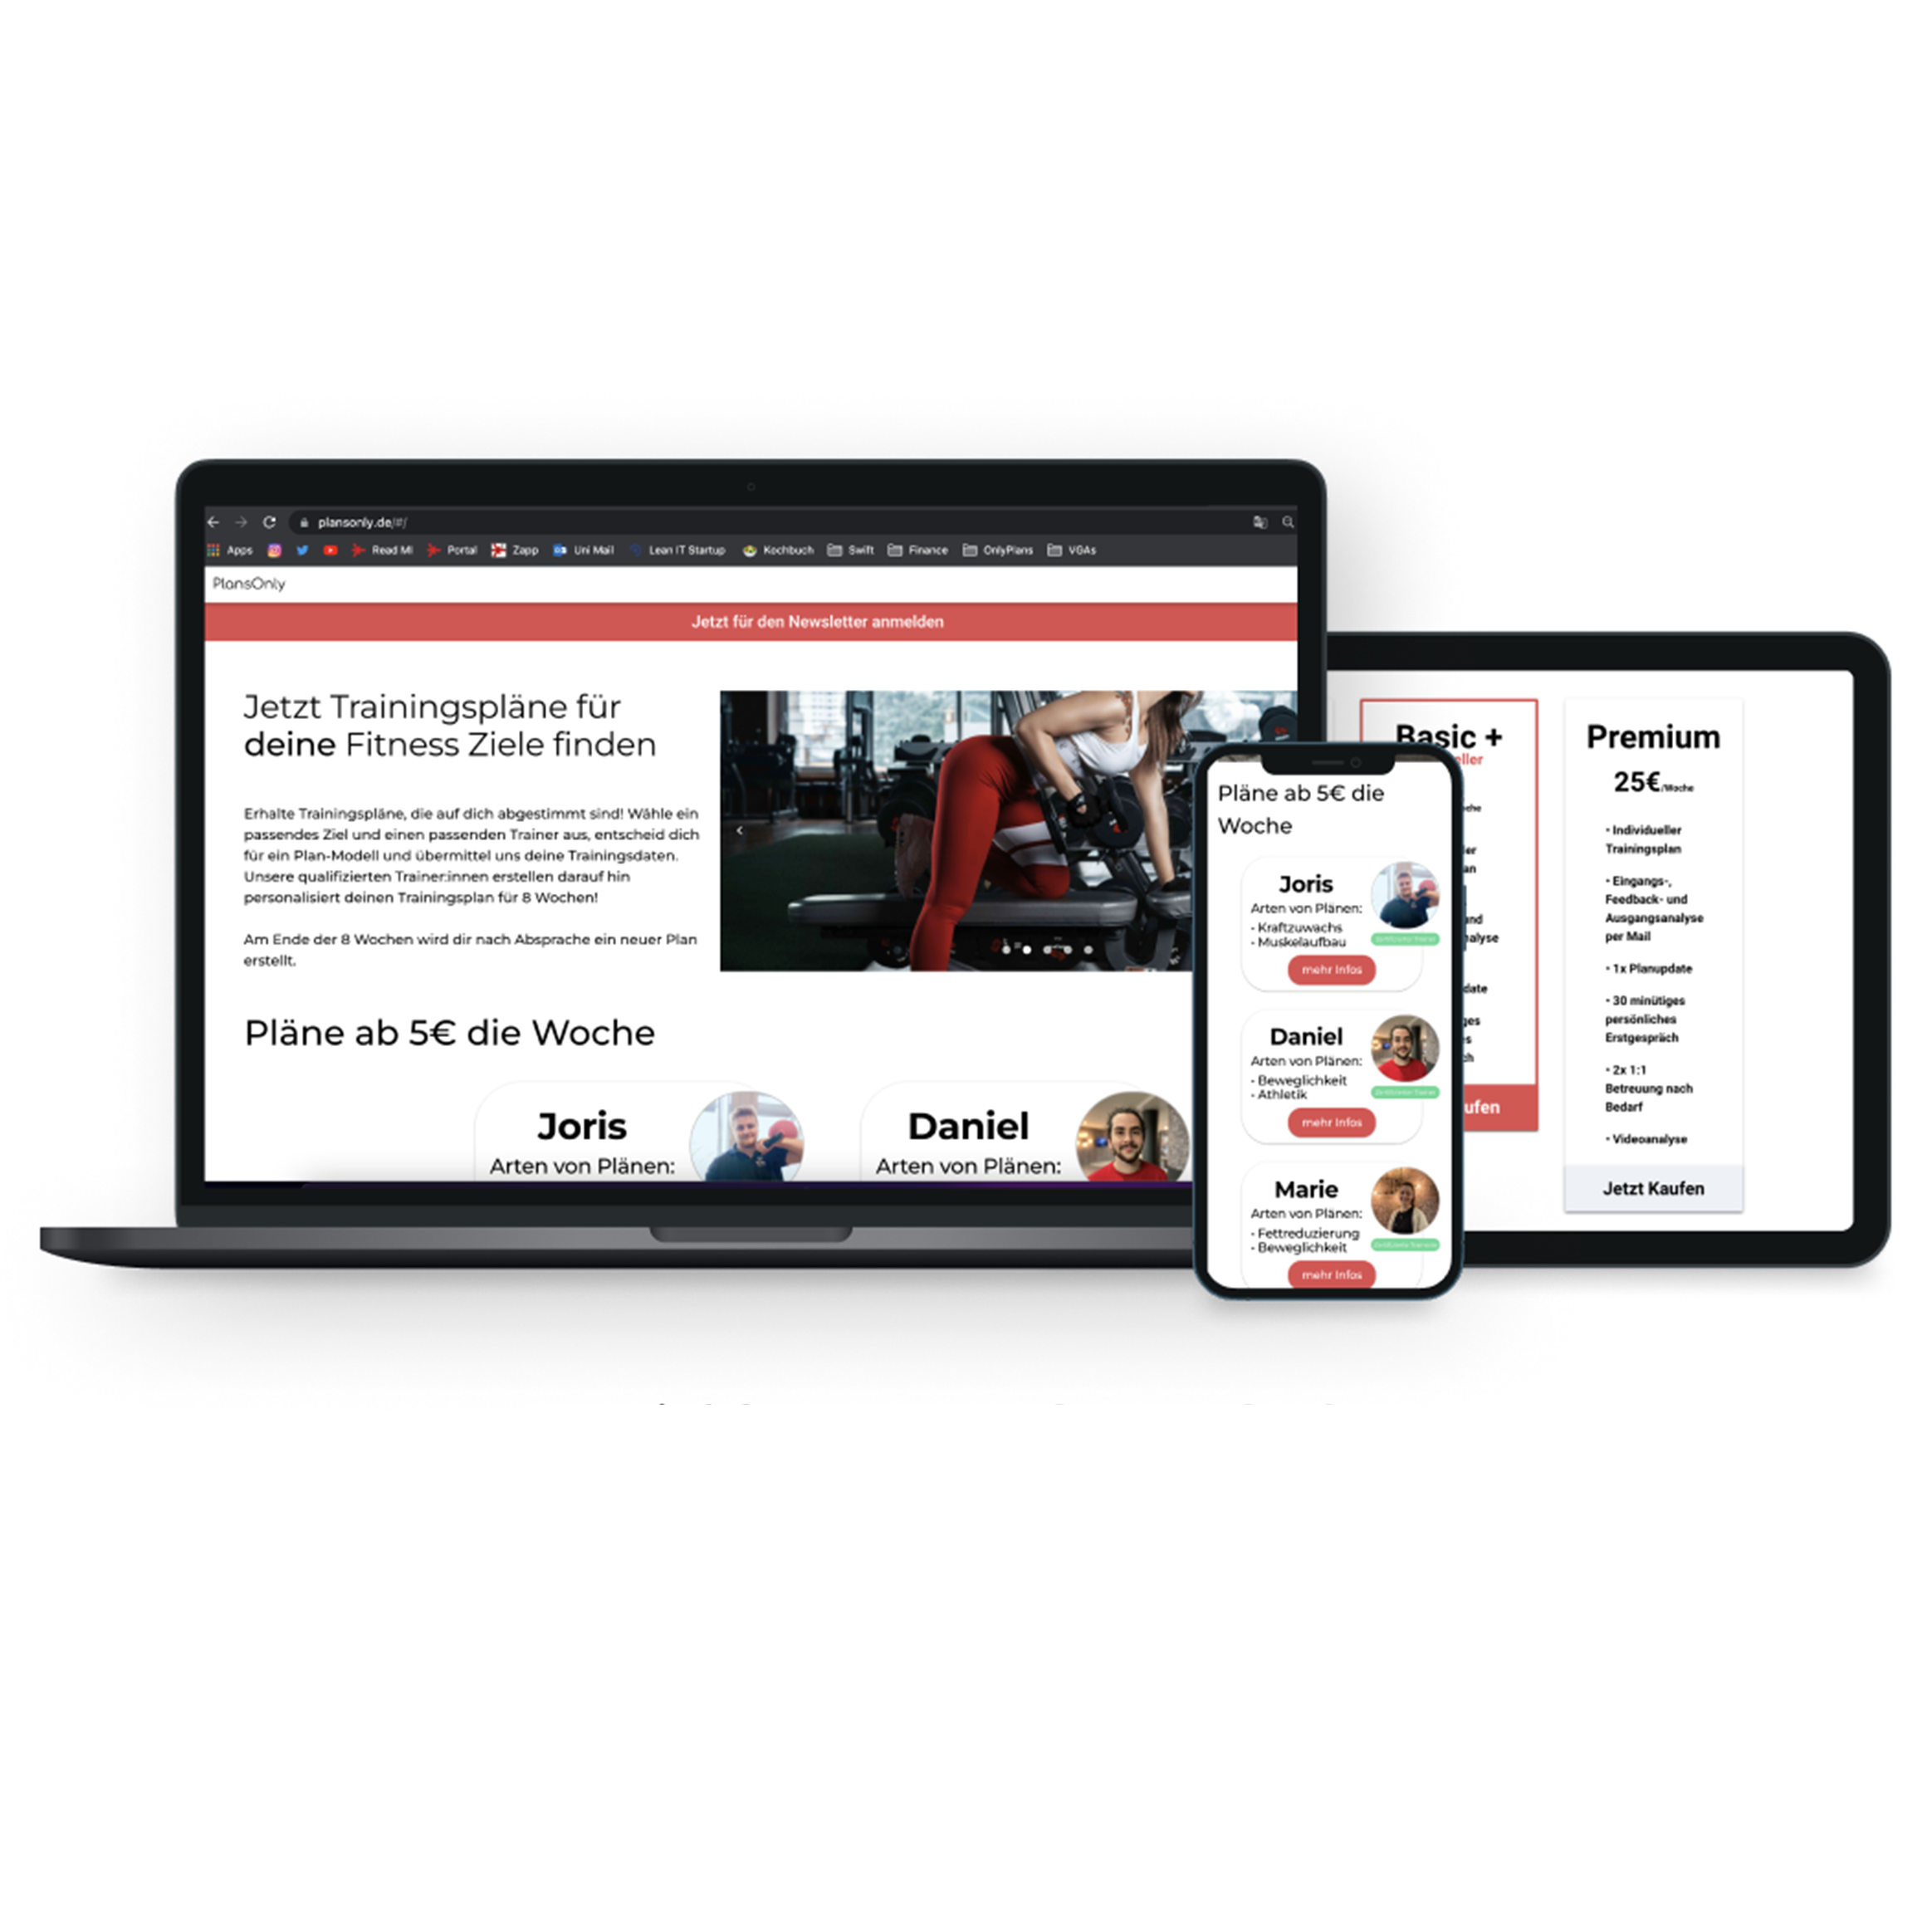 plansonly.de/#/
Apps Read MI Portal Zapp Uni Mail Lean IT Startup Kochbuch Swift Finance OnlyPlans VGAs
PlansOnly
Jetzt für den Newsletter anmelden
Jetzt Trainingspläne für
deine Fitness Ziele finden
Erhalte Trainingspläne, die auf dich abgestimmt sind! Wähle ein
passendes Ziel und einen passenden Trainer aus, entscheid dich
für ein Plan-Modell und übermittel uns deine Trainingsdaten.
Unsere qualifizierten Trainer:innen erstellen darauf hin
personalisiert deinen Trainingsplan für 8 Wochen!
Am Ende der 8 Wochen wird dir nach Absprache ein neuer Plan
erstellt.
Pläne ab 5€ die Woche
Joris
Arten von Plänen:
Daniel
Arten von Plänen:
Pläne ab 5€ die
Woche
Joris
Arten von Plänen:
- Kraftzuwachs
- Muskelaufbau
mehr Infos
Daniel
Arten von Plänen:
- Beweglichkeit
- Athletik
mehr Infos
Marie
Arten von Plänen:
- Fettreduzierung
- Beweglichkeit
mehr Infos
Basic +
Premium
25€/Woche
• Individueller
Trainingsplan
• Eingangs-,
Feedback- und
Ausgangsanalyse
per Mail
• 1x Planupdate
• 30 minütiges
persönliches
Erstgespräch
• 2x 1:1
Betreuung nach
Bedarf
• Videoanalyse
Jetzt Kaufen